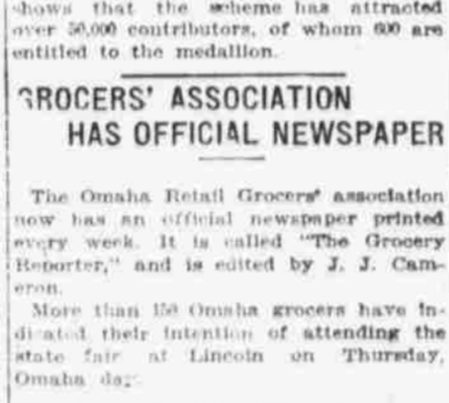 shows that the scheme has attracted
over 50,000 contributors, of whom 600 are
entitled to the medallion.
GROCERS' ASSOCIATION
HAS OFFICIAL NEWSPAPER
The Omaha Retail Grocers' association
now has an official newspaper printed
every week. It is called "The Grocery
Reporter," and is edited by J. J. Cam-
eron.
More than 150 Omaha grocers have in-
dicated their intention of attending the
state fair at Lincoln on Thursday,
Omaha day.